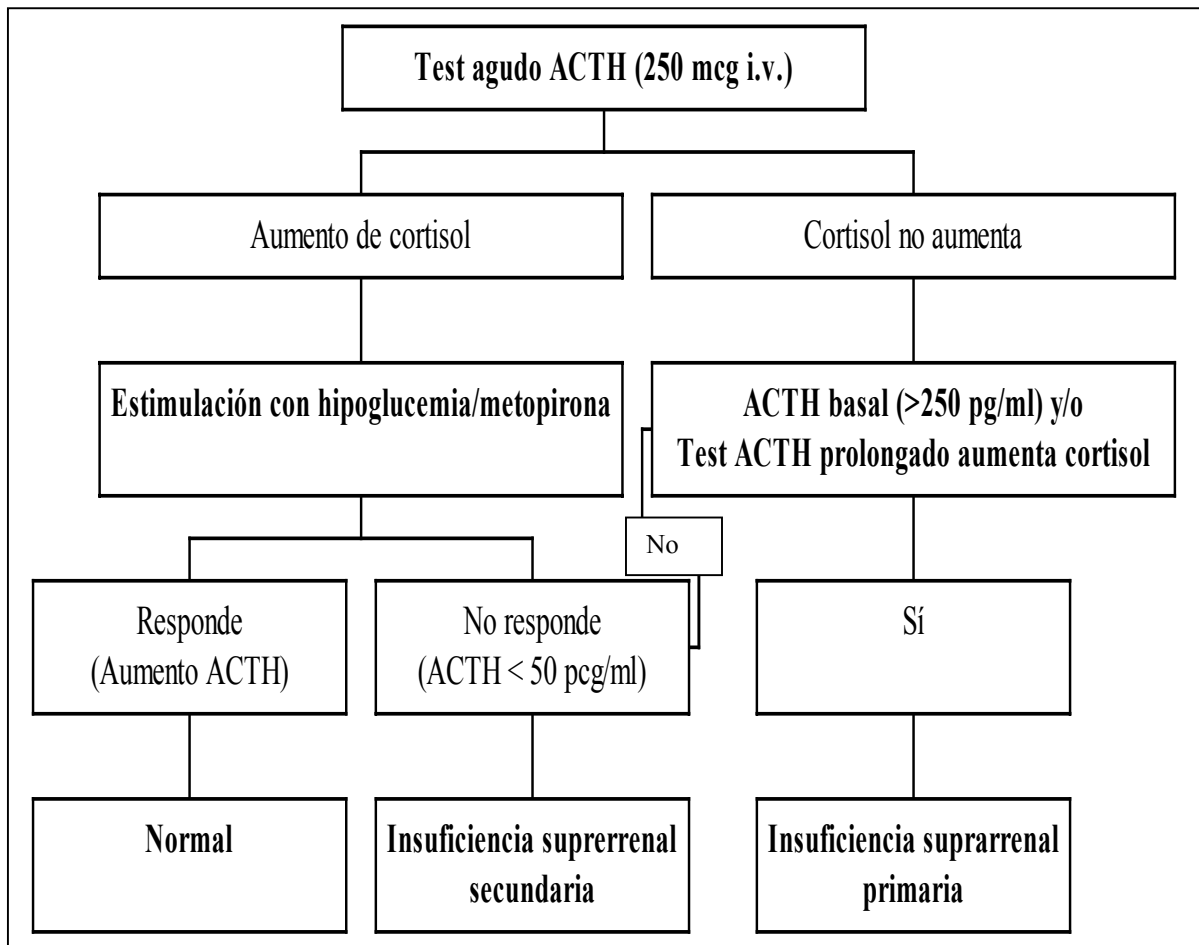 Test agudo ACTH (250 mcg i.v.)
Aumento de cortisol
Cortisol no aumenta
Estimulación con hipoglucemia/metopirona
ACTH basal (>250 pg/ml) y/o
Test ACTH prolongado aumenta cortisol
No
Responde
(Aumento ACTH)
No responde
(ACTH < 50 pcg/ml)
Sí
Normal
Insuficiencia suprerrenal
secundaria
Insuficiencia suprarrenal
primaria